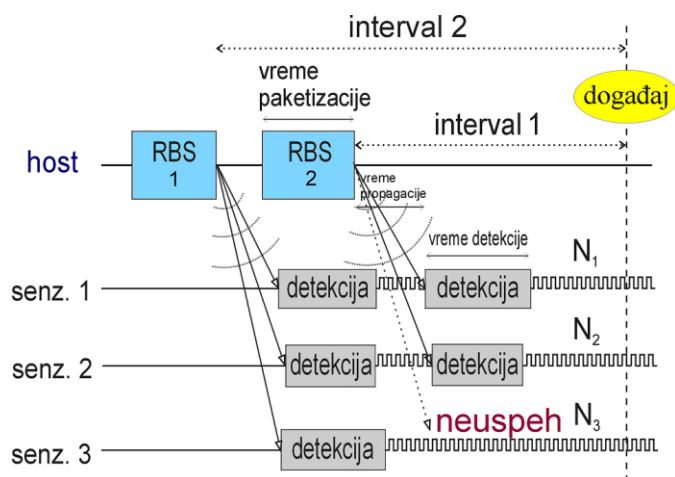 interval 2
vreme
paketizacije
događaj
interval 1
host
RBS
1
RBS
2
vreme
propagacije
vreme detekcije
senz. 1
detekcija
detekcija
N1
senz. 2
detekcija
detekcija
N2
neuspeh
N3
senz. 3
detekcija